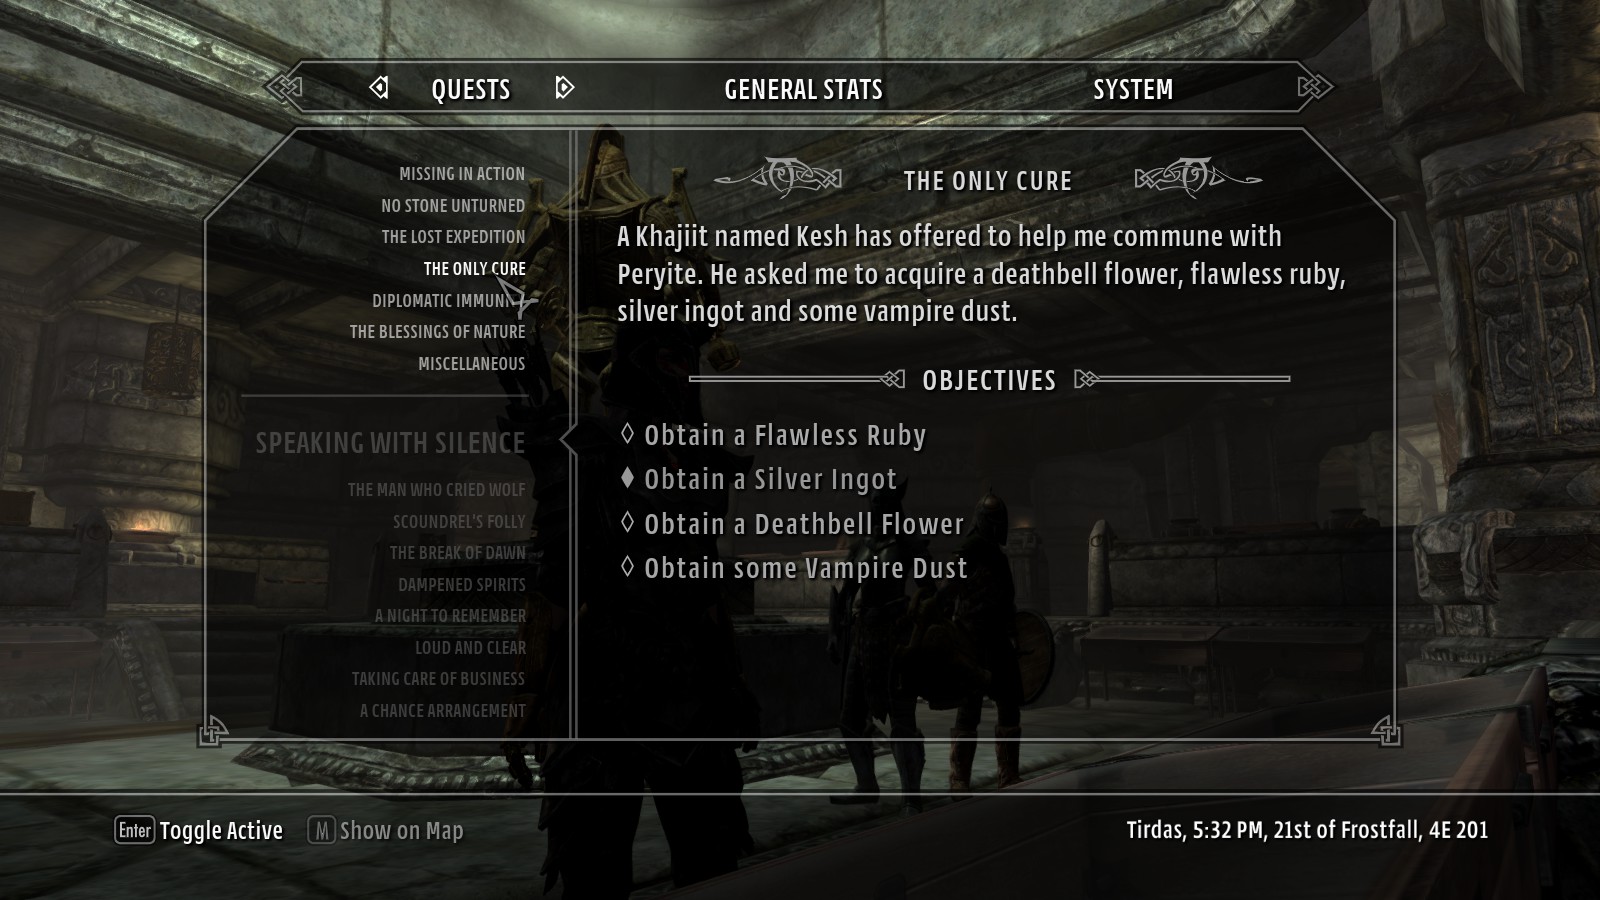 QUESTS
GENERAL STATS
SYSTEM
MISSING IN ACTION
NO STONE UNTURNED
THE LOST EXPEDITION
THE ONLY CURE
DIPLOMATIC
THE BLESSINGS OF NATURE
MISCELLANEOUS
SPEAKING WITH SILENCE
THE MAN WHO CRIED WOLF
SCOUNDREL'S FOLLY
THE BREAK OF DAWN
DAMPENED SPIRITS
A NIGHT TO REMEMBER
LOUD AND CLEAR
TAKING CARE OF BUSINESS
A CHANCE ARRANGEMENT
THE ONLY CURE
A Khajiit named Kesh has offered to help me commune with
Peryite. He asked me to acquire a deathbell flower, flawless ruby,
silver ingot and some vampire dust.
OBJECTIVES
Obtain a Flawless Ruby
Obtain a Silver Ingot
Obtain a Deathbell Flower
Obtain some Vampire Dust
Enter Toggle Active
M Show on Map
Tirdas, 5:32 PM, 21st of Frostfall, 4E 201